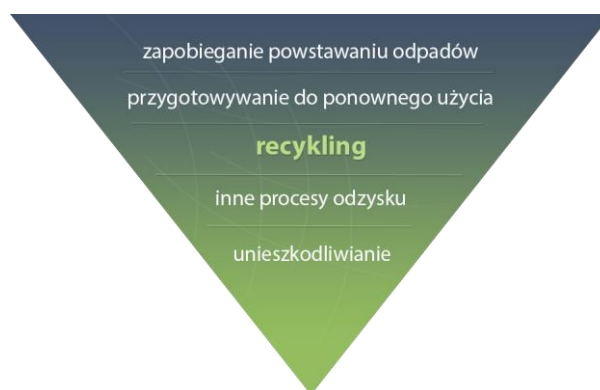 zapobieganie powstawaniu odpadów
przygotowywanie do ponownego użycia
recykling
inne procesy odzysku
unieszkodliwianie